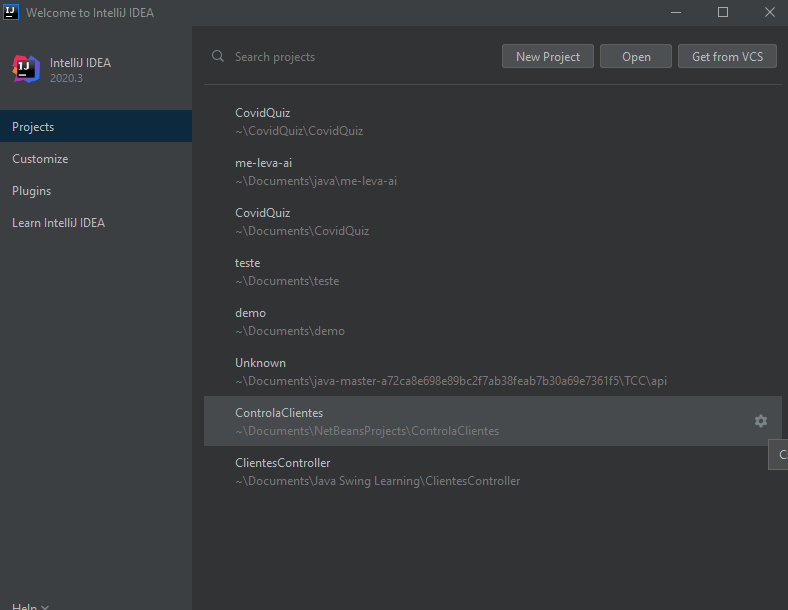 Welcome to IntelliJ IDEA
IntelliJ IDEA
2020.3
Projects
Customize
Plugins
Learn IntelliJ IDEA
Help
Search projects
New Project
Open
Get from VCS
CovidQuiz
~\CovidQuiz\CovidQuiz
me-leva-ai
~\Documents\java\me-leva-ai
CovidQuiz
~\Documents\CovidQuiz
teste
~\Documents\teste
demo
~\Documents\demo
Unknown
~\Documents\java-master-a72ca8e698e89bc2f7ab38feab7b30a69e7361f5\TCC\api
ControlaClientes
~\Documents\NetBeansProjects\ControlaClientes
ClientesController
~\Documents\Java Swing Learning\ClientesController